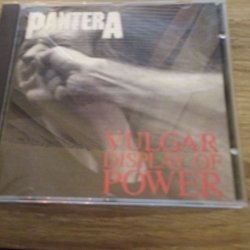 PANTERA
VULGAR
DISPLAY OF
POWER